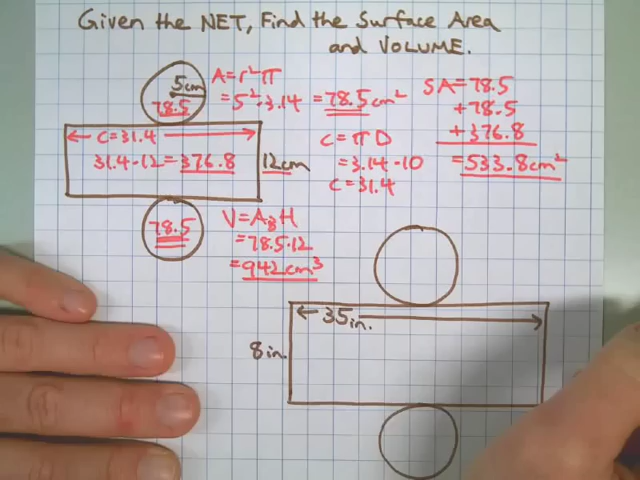 Given the NET, Find the Surface Area
and VOLUME.
5cm
78.5
A=r²π
=5²·3.14 =78.5cm²
C=31.4
31.4·12=376.8
12cm
C=πD
=3.14·10
C=31.4
SA=78.5
+78.5
+376.8
=533.8cm²
78.5
V=A_B H
=78.5·12
=942cm³
35in.
8in.